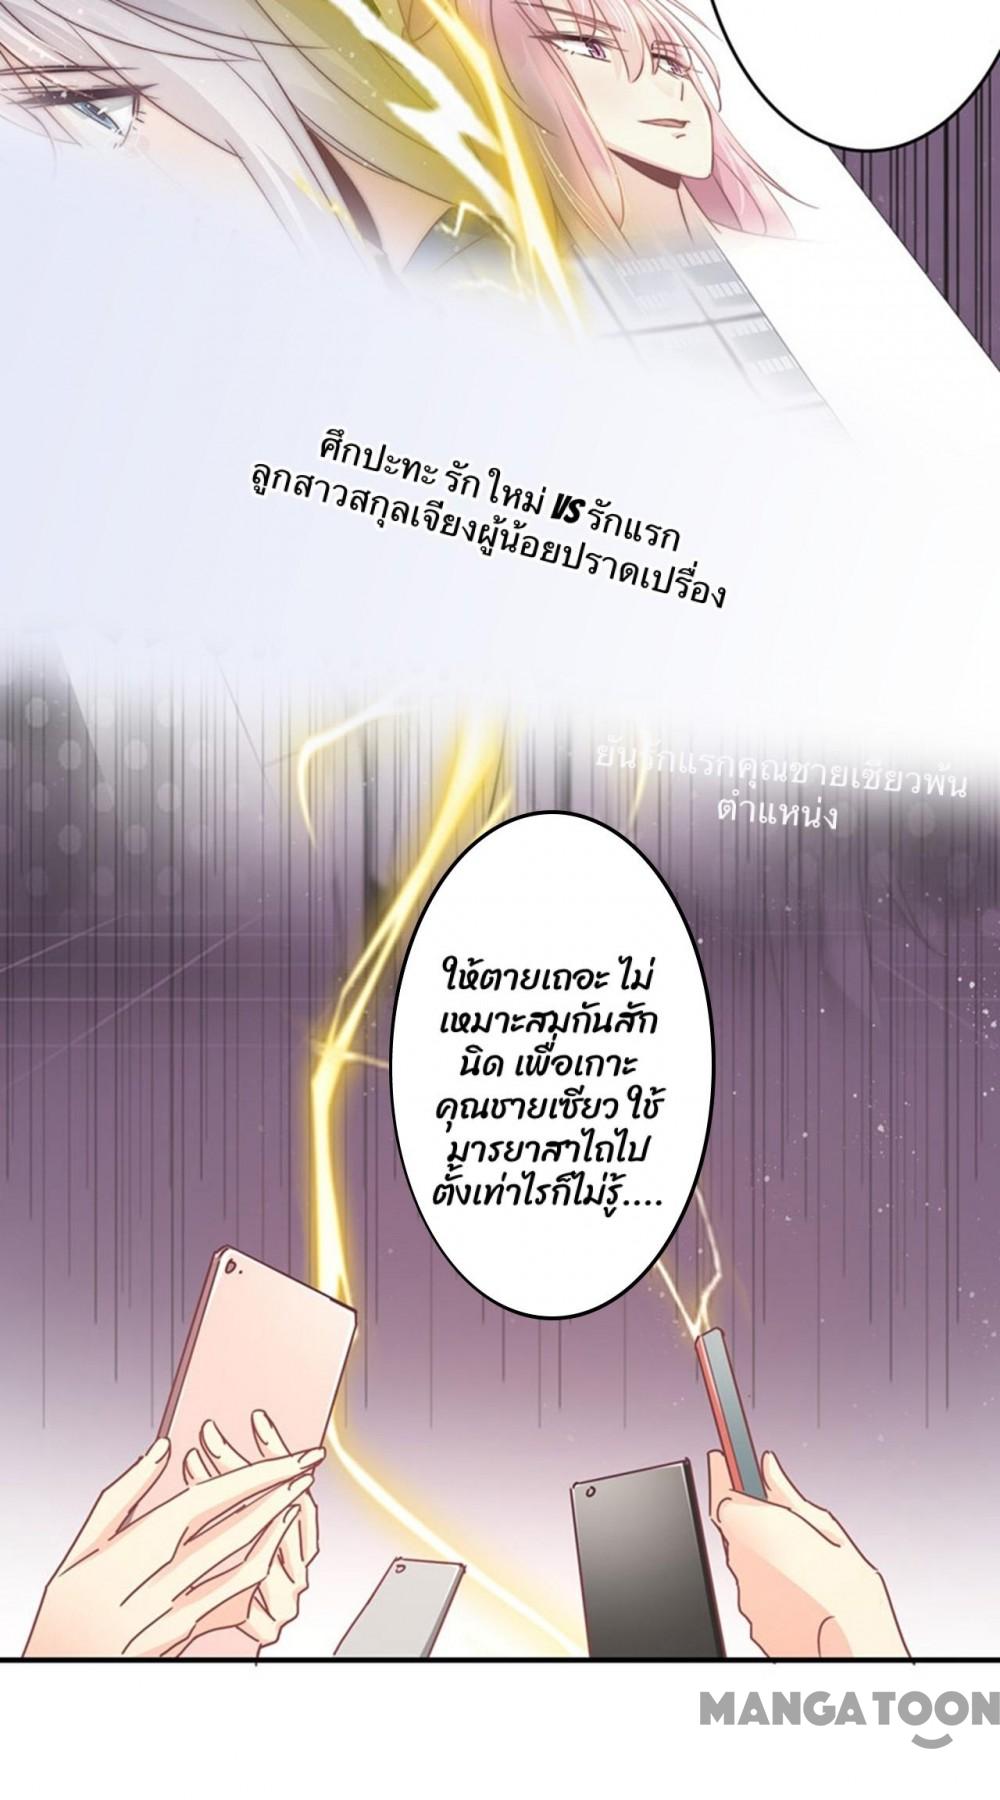 ศึกปะทะ รักใหม่ VS รักแรก
ลูกสาวสกุลเจียงผู้น้อยปราดเปรื่อง
ยันรักแรกคุณชายเซียวพ้น
ตำแหน่ง
ให้ตายเถอะ ไม่
เหมาะสมกันสัก
นิด เพื่อเกาะ
คุณชายเซียว ใช้
มารยาสาไถไป
ตั้งเท่าไรก็ไม่รู้....
MANGATOON